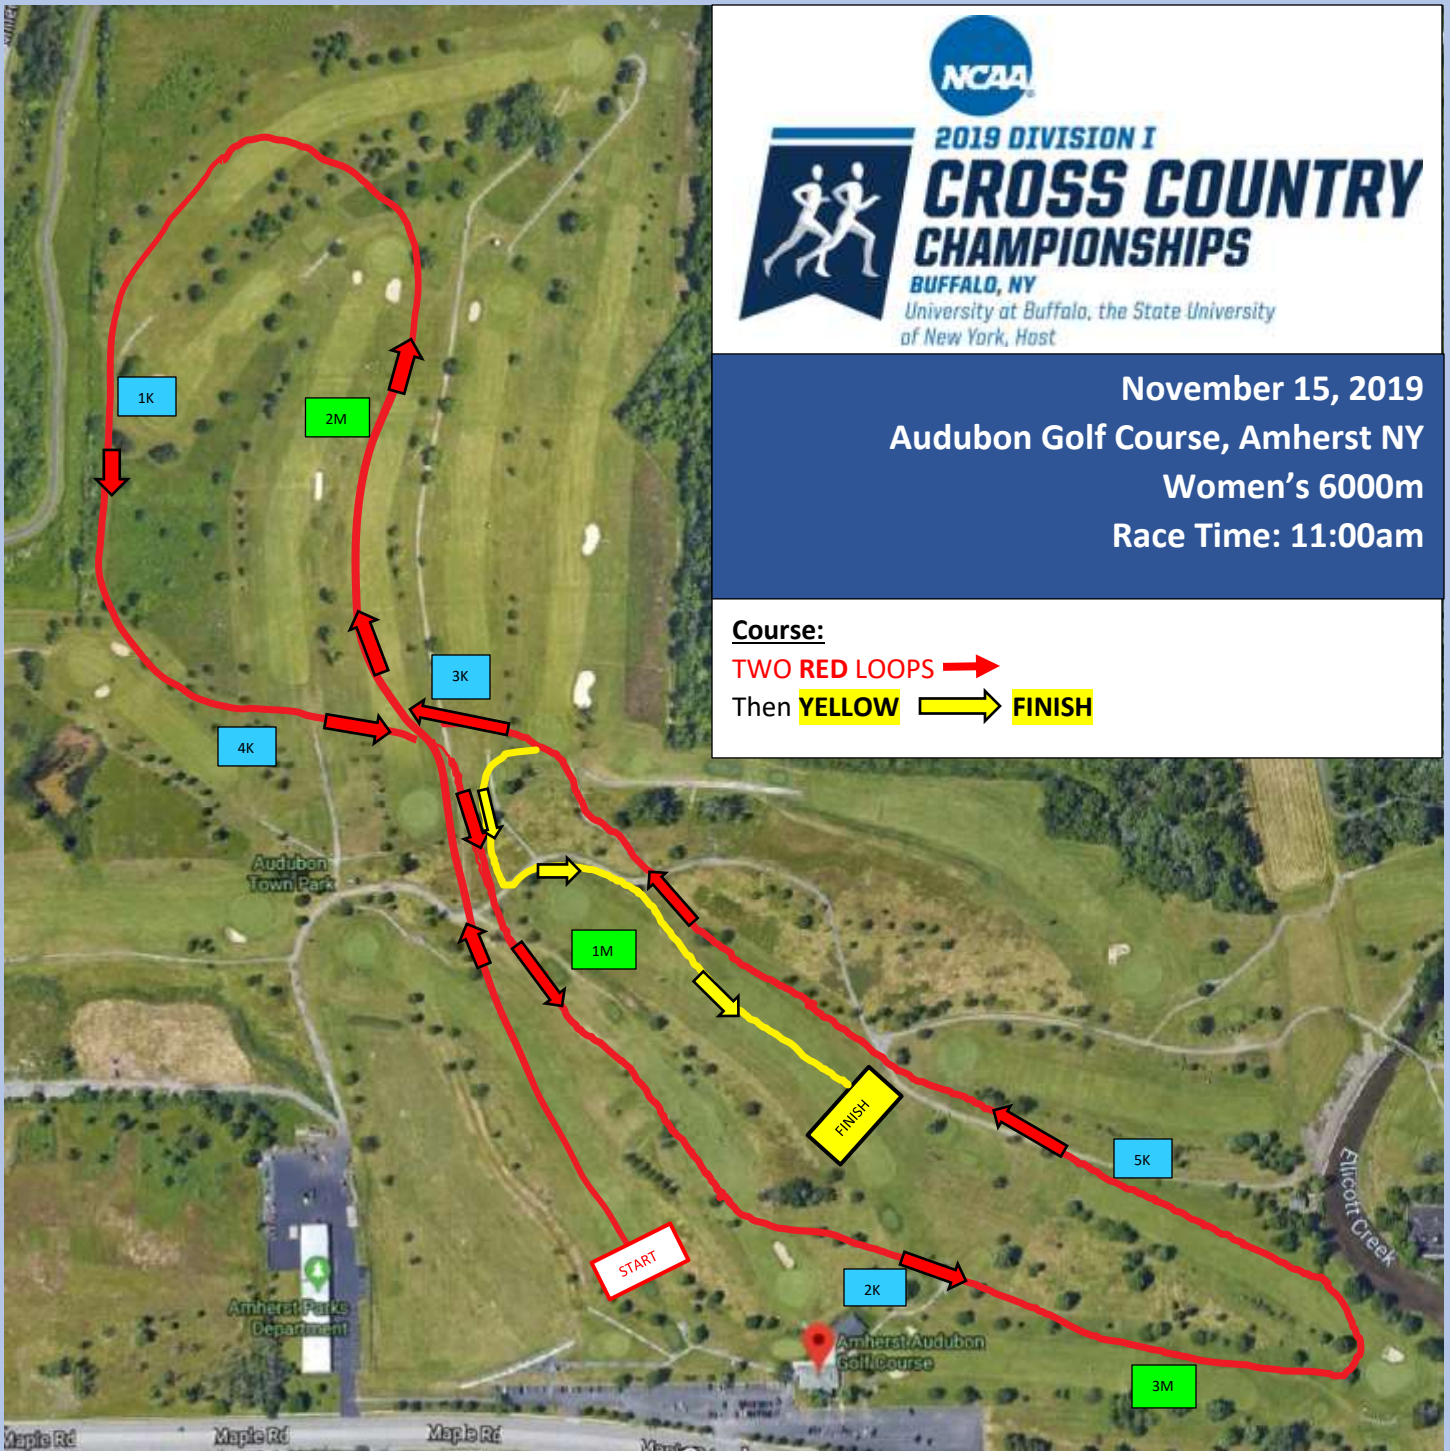 NCAA
2019 DIVISION I
CROSS COUNTRY
CHAMPIONSHIPS
BUFFALO, NY
University at Buffalo, the State University
of New York, Host
November 15, 2019
Audubon Golf Course, Amherst NY
Women's 6000m
Race Time: 11:00am
Course:
TWO RED LOOPS
Then YELLOW FINISH
1K
2M
3K
4K
Audubon
Town Park
1M
FINISH
5K
Ellicott Creek
START
2K
Amherst Parks
Department
Amherst Audubon
Golf Course
3M
Maple Rd
Maple Rd
Maple Rd